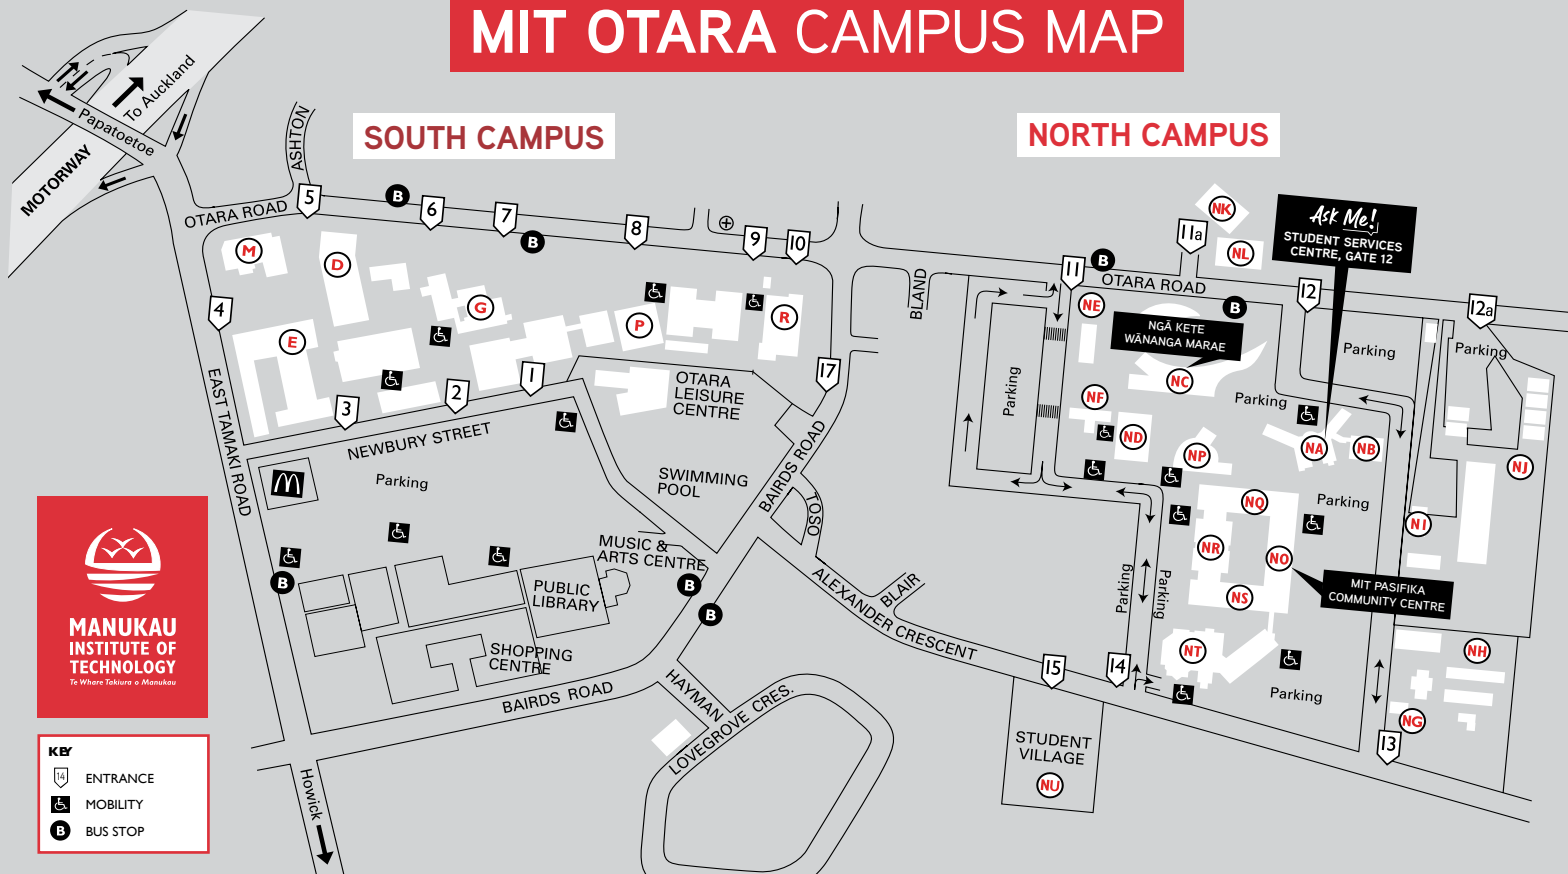 MIT OTARA CAMPUS MAP
SOUTH CAMPUS
NORTH CAMPUS
To Auckland
Papatoetoe
MOTORWAY
ASHTON
OTARA ROAD
5
B
6
7
B
8
9
10
M
D
G
P
R
E
4
3
2
1
17
EAST TAMAKI ROAD
NEWBURY STREET
Parking
OTARA
LEISURE
CENTRE
SWIMMING
POOL
BAIRDS ROAD
TOSO
MUSIC &
ARTS CENTRE
PUBLIC
LIBRARY
SHOPPING
CENTRE
B
B
B
BAIRDS ROAD
HAYMAN
LOVEGROVE CRES.
Howick
ALEXANDER CRESCENT
BLAIR
BLAND
11
B
OTARA ROAD
11a
NK
NL
B
Ask Me!
STUDENT SERVICES
CENTRE, GATE 12
12
12a
NE
NGĀ KETE
WĀNANGA MARAE
NC
NF
ND
NP
Parking
Parking
Parking
Parking
NA
NB
NJ
NI
Parking
NQ
NR
NO
NS
NT
MIT PASIFIKA
COMMUNITY CENTRE
Parking
Parking
Parking
NH
NG
13
14
15
STUDENT
VILLAGE
NU
MANUKAU
INSTITUTE OF
TECHNOLOGY
Te Whare Takiura o Manukau
KEY
14 ENTRANCE
MOBILITY
B BUS STOP